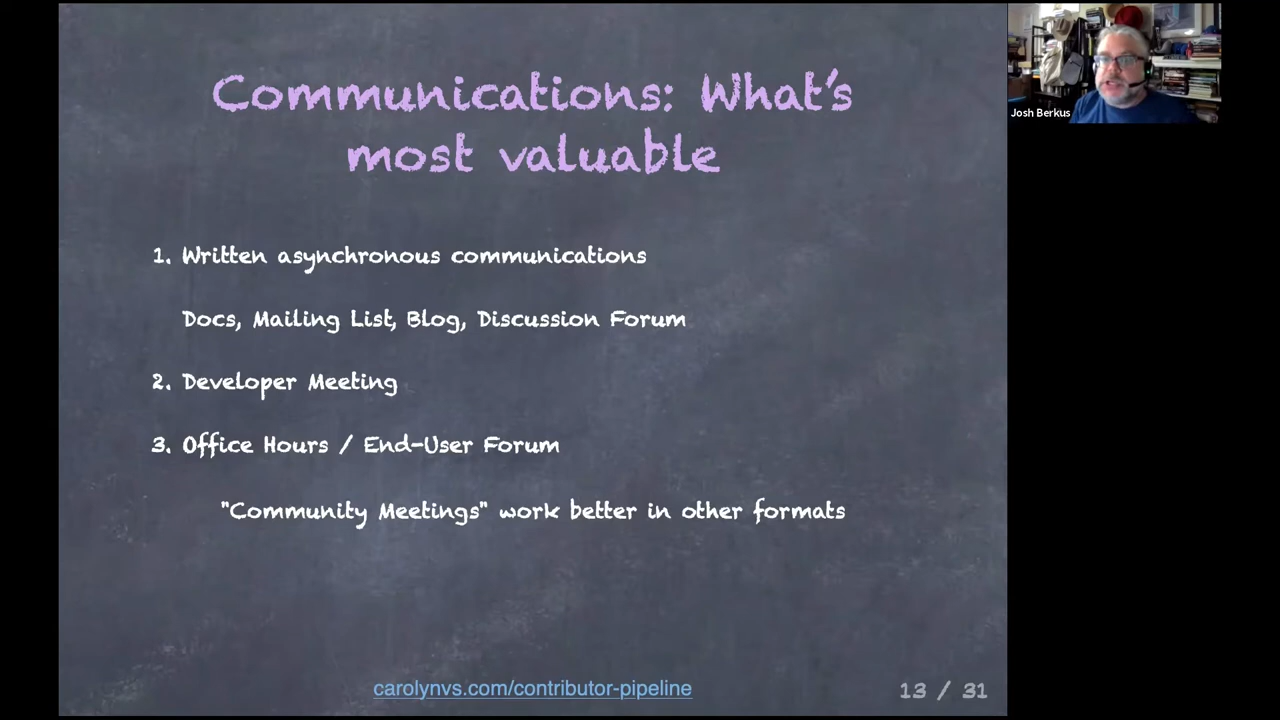 Communications: What's
most valuable
1. Written asynchronous communications
Docs, Mailing List, Blog, Discussion Forum
2. Developer Meeting
3. Office Hours / End-User Forum
"Community Meetings" work better in other formats
carolynvs.com/contributor-pipeline
13 / 31
Josh Berkus